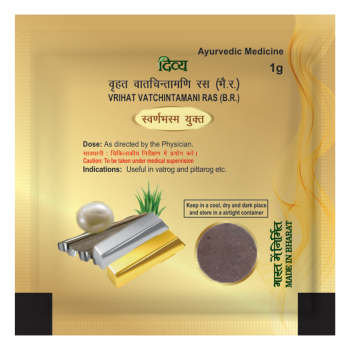 Ayurvedic Medicine
दिव्य
1g
वृहत वातचिन्तामणि रस (भै.र.)
VRIHAT VATCHINTAMANI RAS (B.R.)
स्वर्णभस्म युक्त
Dose: As directed by the Physician.
सावधानी : चिकित्सकीय निरीक्षण में प्रयोग करें।
Caution: To be taken under medical supervision
Indications: Useful in vatrog and pittarog etc.
Keep in a cool, dry and dark place
and store in a airtight container
भारत में निर्मित
MADE IN BHARAT